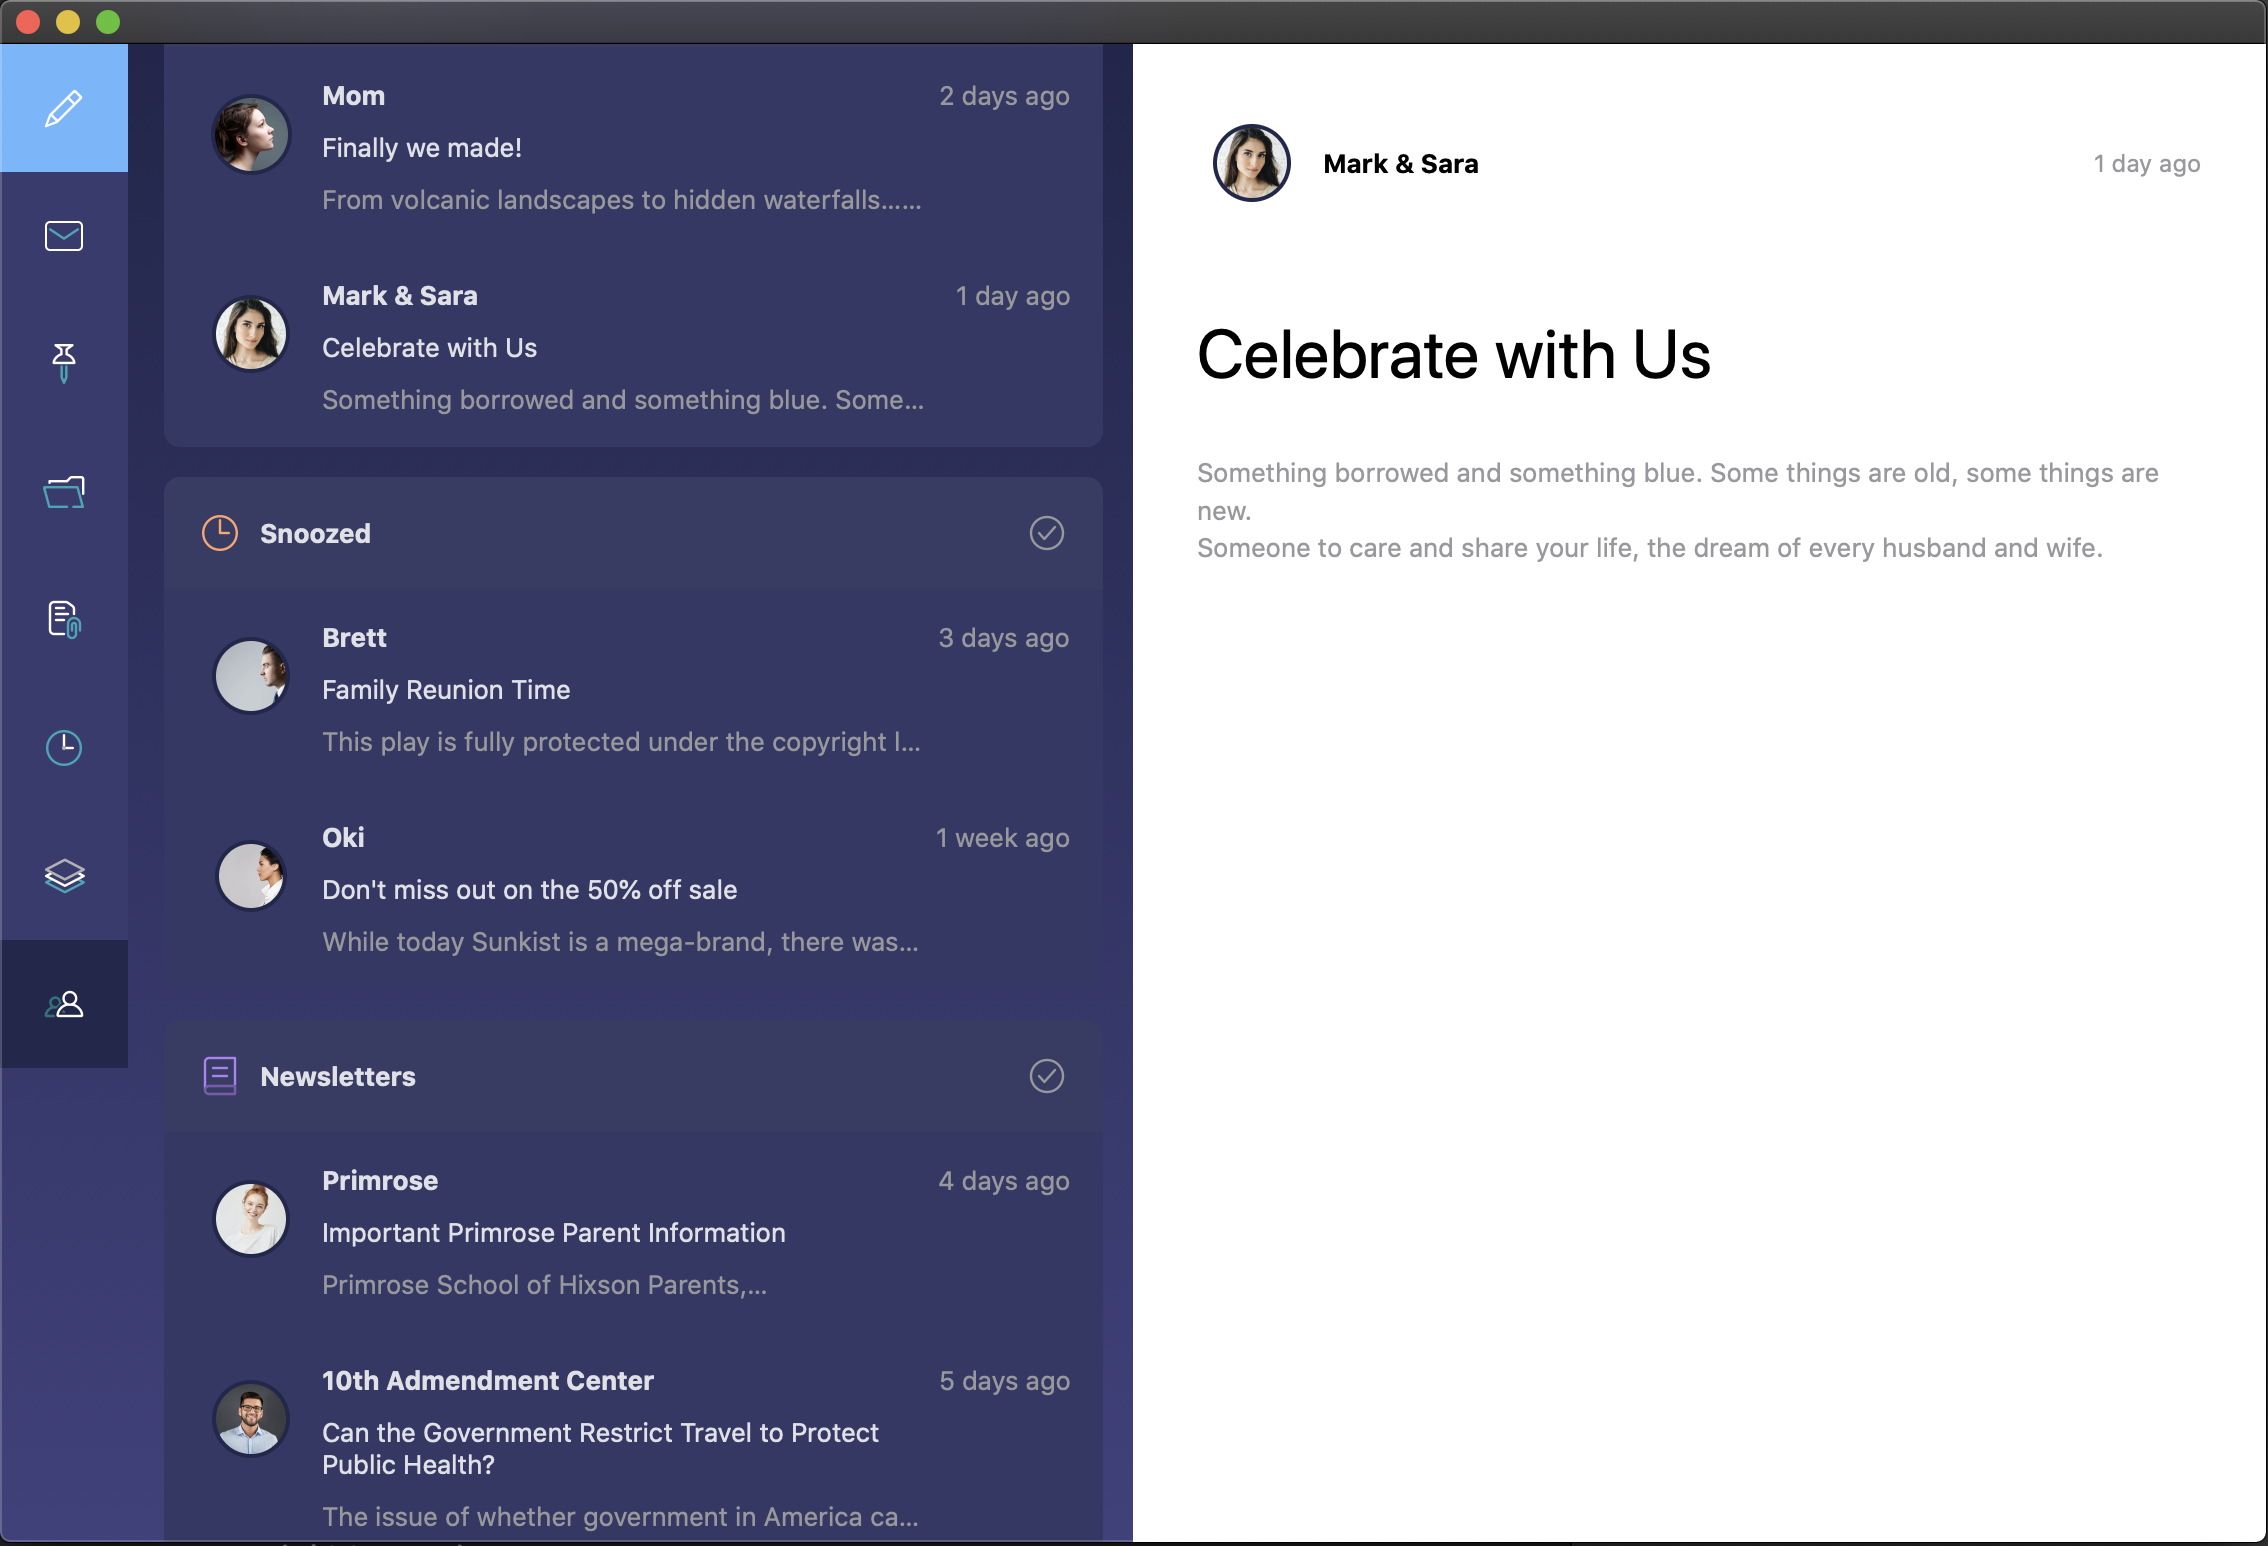 Mom
2 days ago
Finally we made!
From volcanic landscapes to hidden waterfalls......
Mark & Sara
1 day ago
Celebrate with Us
Something borrowed and something blue. Some...
Snoozed
Brett
3 days ago
Family Reunion Time
This play is fully protected under the copyright l...
Oki
1 week ago
Don't miss out on the 50% off sale
While today Sunkist is a mega-brand, there was...
Newsletters
Primrose
4 days ago
Important Primrose Parent Information
Primrose School of Hixson Parents,...
10th Admendment Center
5 days ago
Can the Government Restrict Travel to Protect
Public Health?
The issue of whether government in America ca...
Mark & Sara
1 day ago
Celebrate with Us
Something borrowed and something blue. Some things are old, some things are
new.
Someone to care and share your life, the dream of every husband and wife.